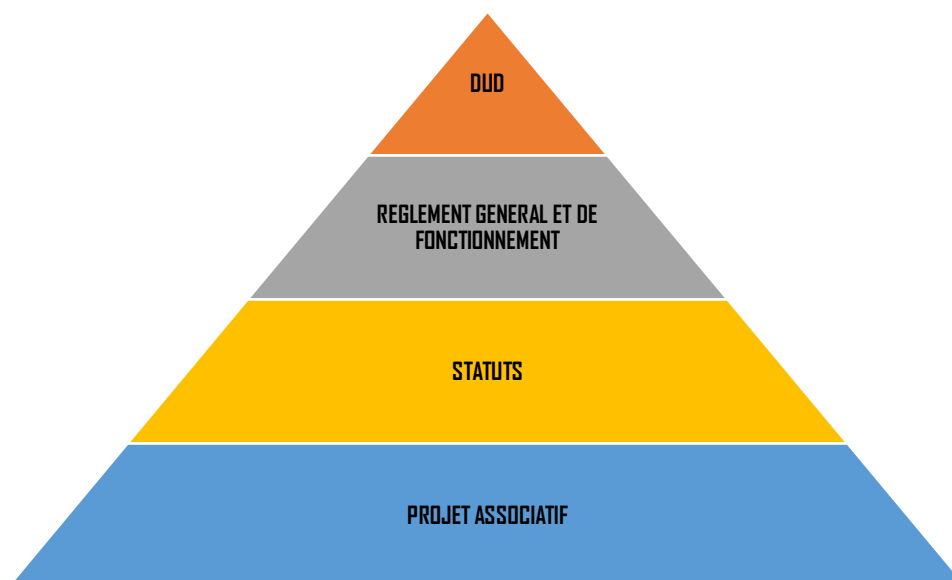 DUD
REGLEMENT GENERAL ET DE
FONCTIONNEMENT
STATUTS
PROJET ASSOCIATIF